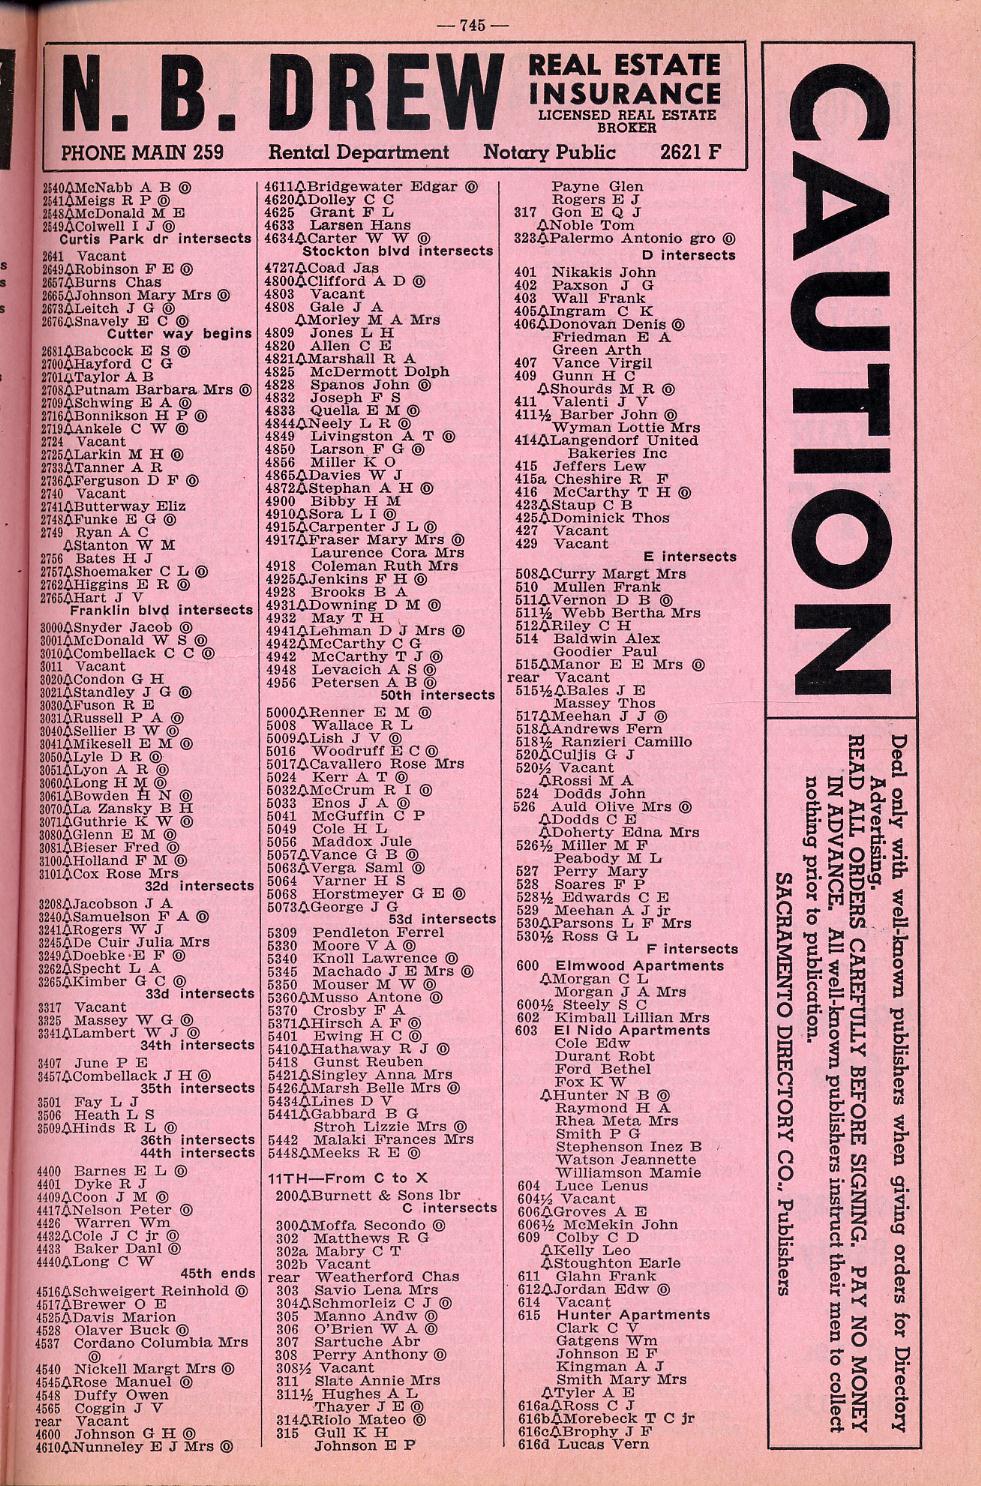 — 745 —
N. B. DREW
REAL ESTATE
INSURANCE
LICENSED REAL ESTATE
BROKER
PHONE MAIN 259 Rental Department Notary Public 2621 F
2540△McNabb A B ⓞ
2541△Meigs R P ⓞ
2548△McDonald M E
2549△Colwell I J ⓞ
Curtis Park dr intersects
2641 Vacant
2649△Robinson F E ⓞ
2657△Burns Chas
2665△Johnson Mary Mrs ⓞ
2673△Leitch J G ⓞ
2676△Snavely E C ⓞ
Cutter way begins
2681△Babcock E S ⓞ
2700△Hayford C G
2701△Taylor A B
2708△Putnam Barbara Mrs ⓞ
2709△Schwing E A ⓞ
2716△Bonnikson H P ⓞ
2719△Ankele C W ⓞ
2724 Vacant
2725△Larkin M H ⓞ
2733△Tanner A R
2736△Ferguson D F ⓞ
2740 Vacant
2741△Butterway Eliz
2748△Funke E G ⓞ
2749 Ryan A C
△Stanton W M
2756 Bates H J
2757△Shoemaker C L ⓞ
2762△Higgins E R ⓞ
2765△Hart J V
Franklin blvd intersects
3000△Snyder Jacob ⓞ
3001△McDonald W S ⓞ
3010△Combellack C C ⓞ
3011 Vacant
3020△Condon G H
3021△Standley J G ⓞ
3030△Fuson R E
3031△Russell P A ⓞ
3040△Sellier B W ⓞ
3041△Mikesell E M ⓞ
3050△Lyle D R ⓞ
3051△Lyon A R ⓞ
3060△Long H M ⓞ
3061△Bowden H N ⓞ
3070△La Zansky B H
3071△Guthrie K W ⓞ
3080△Glenn E M ⓞ
3081△Bieser Fred ⓞ
3100△Holland F M ⓞ
3101△Cox Rose Mrs
32d intersects
3208△Jacobson J A
3240△Samuelson F A ⓞ
3241△Rogers W J
3245△De Cuir Julia Mrs
3249△Doebke E F ⓞ
3262△Specht L A
3265△Kimber G C ⓞ
33d intersects
3317 Vacant
3325 Massey W G ⓞ
3341△Lambert W J ⓞ
34th intersects
3407 June P E
3457△Combellack J H ⓞ
35th intersects
3501 Fay L J
3506 Heath L S
3509△Hinds R L ⓞ
36th intersects
44th intersects
4400 Barnes E L ⓞ
4401 Dyke R J
4409△Coon J M ⓞ
4417△Nelson Peter ⓞ
4426 Warren Wm
4432△Cole J C jr ⓞ
4433 Baker Danl ⓞ
4440△Long C W
45th ends
4516△Schweigert Reinhold ⓞ
4517△Brewer O E
4525△Davis Marion
4528 Olaver Buck ⓞ
4537 Cordano Columbia Mrs
ⓞ
4540 Nickell Margt Mrs ⓞ
4545△Rose Manuel ⓞ
4548 Duffy Owen
4565 Coggin J V
rear Vacant
4600 Johnson G H ⓞ
4610△Nunneley E J Mrs ⓞ
4611△Bridgewater Edgar ⓞ
4620△Dolley C C
4625 Grant F L
4633 Larsen Hans
4634△Carter W W ⓞ
Stockton blvd intersects
4727△Coad Jas
4800△Clifford A D ⓞ
4803 Vacant
4808 Gale J A
△Morley M A Mrs
4809 Jones L H
4820 Allen C E
4821△Marshall R A
4825 McDermott Dolph
4828 Spanos John ⓞ
4832 Joseph F S
4833 Quella E M ⓞ
4844△Neely L R ⓞ
4849 Livingston A T ⓞ
4850 Larson F G ⓞ
4856 Miller K O
4865△Davies W J
4872△Stephan A H ⓞ
4900 Bibby H M
4910△Sora L I ⓞ
4915△Carpenter J L ⓞ
4917△Fraser Mary Mrs ⓞ
Laurence Cora Mrs
4918 Coleman Ruth Mrs
4925△Jenkins F H ⓞ
4928 Brooks B A
4931△Downing D M ⓞ
4932 May T H
4941△Lehman D J Mrs ⓞ
4942△McCarthy C G
4942 McCarthy T J ⓞ
4948 Levacich A S ⓞ
4956 Petersen A B ⓞ
50th intersects
5000△Renner E M ⓞ
5008 Wallace R L
5009△Lish J V ⓞ
5016 Woodruff E C ⓞ
5017△Cavallero Rose Mrs
5024 Kerr A T ⓞ
5032△McCrum R I ⓞ
5033 Enos J A ⓞ
5041 McGuffin C P
5049 Cole H L
5056 Maddox Jule
5057△Vance G B ⓞ
5063△Verga Saml ⓞ
5064 Varner H S
5068 Horstmeyer G E ⓞ
5073△George J G
53d intersects
5309 Pendleton Ferrel
5330 Moore V A ⓞ
5340 Knoll Lawrence ⓞ
5345 Machado J E Mrs ⓞ
5350 Mouser M W ⓞ
5360△Musso Antone ⓞ
5370 Crosby F A
5371△Hirsch A F ⓞ
5401 Ewing H C ⓞ
5410△Hathaway R J ⓞ
5418 Gunst Reuben
5421△Singley Anna Mrs
5426△Marsh Belle Mrs ⓞ
5434△Lines D V
5441△Gabbard B G
Stroh Lizzie Mrs ⓞ
5442 Malaki Frances Mrs
5448△Meeks R E ⓞ
11TH—From C to X
200△Burnett & Sons lbr
C intersects
300△Moffa Secondo ⓞ
302 Matthews R G
302a Mabry C T
302b Vacant
rear Weatherford Chas
303 Savio Lena Mrs
304△Schmorleiz C J ⓞ
305 Manno Andw ⓞ
306 O'Brien W A ⓞ
307 Sartuche Abr
308 Perry Anthony ⓞ
308½ Vacant
311 Slate Annie Mrs
311½ Hughes A L
Thayer J E ⓞ
314△Riolo Mateo ⓞ
315 Gull K H
Johnson E P
Payne Glen
Rogers E J
317 Gon E Q J
△Noble Tom
323△Palermo Antonio gro ⓞ
D intersects
401 Nikakis John
402 Paxson J G
403 Wall Frank
405△Ingram C K
406△Donovan Denis ⓞ
Friedman E A
Green Arth
407 Vance Virgil
409 Gunn H C
△Shourds M R ⓞ
411 Valenti J V
411½ Barber John ⓞ
Wyman Lottie Mrs
414△Langendorf United
Bakeries Inc
415 Jeffers Lew
415a Cheshire R F
416 McCarthy T H ⓞ
423△Staup C B
425△Dominick Thos
427 Vacant
429 Vacant
E intersects
508△Curry Margt Mrs
510 Mullen Frank
511△Vernon D B ⓞ
511½ Webb Bertha Mrs
512△Riley C H
514 Baldwin Alex
Goodier Paul
515△Manor E E Mrs ⓞ
rear Vacant
515½△Bales J E
Massey Thos
517△Meehan J J ⓞ
518△Andrews Fern
518½ Ranzieri Camillo
520△Culjis G J
520½ Vacant
△Rossi M A
524 Dodds John
526 Auld Olive Mrs ⓞ
△Dodds C E
△Doherty Edna Mrs
526½ Miller M F
Peabody M L
527 Perry Mary
528 Soares F P
528½ Edwards C E
529 Meehan A J jr
530△Parsons L F Mrs
530½ Ross G L
F intersects
600 Elmwood Apartments
△Morgan C L
Morgan J A Mrs
600½ Steely S C
602 Kimball Lillian Mrs
603 El Nido Apartments
Cole Edw
Durant Robt
Ford Bethel
Fox K W
△Hunter N B ⓞ
Raymond H A
Rhea Meta Mrs
Smith P G
Stephenson Inez B
Watson Jeannette
Williamson Mamie
604 Luce Lenus
604½ Vacant
606△Groves A E
606½ McMekin John
609 Colby C D
△Kelly Leo
△Stoughton Earle
611 Glahn Frank
612△Jordan Edw ⓞ
614 Vacant
615 Hunter Apartments
Clark C V
Gatgens Wm
Johnson E F
Kingman A J
Smith Mary Mrs
△Tyler A E
616a△Ross C J
616b△Morebeck T C jr
616c△Brophy J F
616d Lucas Vern
CAUTION
Deal only with well-known publishers when giving orders for Directory
Advertising.
READ ALL ORDERS CAREFULLY BEFORE SIGNING. PAY NO MONEY
IN ADVANCE. All well-known publishers instruct their men to collect
nothing prior to publication.
SACRAMENTO DIRECTORY CO., Publishers